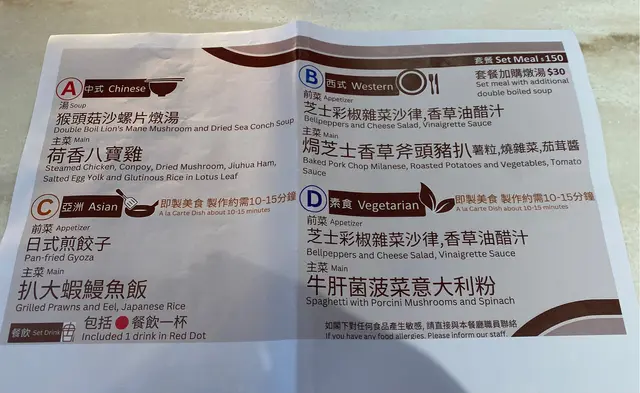 套餐 Set Meal $150
A 中式 Chinese
湯 Soup
猴頭菇沙螺片燉湯
Double Boil Lion's Mane Mushroom and Dried Sea Conch Soup
主菜 Main
荷香八寶雞
Steamed Chicken, Conpoy, Dried Mushroom, Jiuhua Ham,
Salted Egg Yolk and Glutinous Rice in Lotus Leaf
B 西式 Western
套餐加購燉湯$30
Set meal with additional
double boiled soup
前菜 Appetizer
芝士彩椒雜菜沙律,香草油醋汁
Bellpeppers and Cheese Salad, Vinaigrette Sauce
主菜 Main
焗芝士香草斧頭豬扒 薯粒,燒雜菜,茄茸醬
Baked Pork Chop Milanese, Roasted Potatoes and Vegetables, Tomato
Sauce
C 亞洲 Asian
即製美食 製作約需10-15分鐘
A la Carte Dish about 10-15 minutes
前菜 Appetizer
日式煎餃子
Pan-fried Gyoza
主菜 Main
扒大蝦鰻魚飯
Grilled Prawns and Eel, Japanese Rice
D 素食 Vegetarian
即製美食 製作約需10-15分鐘
A la Carte Dish about 10-15 minutes
前菜 Appetizer
芝士彩椒雜菜沙律,香草油醋汁
Bellpeppers and Cheese Salad, Vinaigrette Sauce
主菜 Main
牛肝菌菠菜意大利粉
Spaghetti with Porcini Mushrooms and Spinach
餐飲 Set Drink
包括 餐飲一杯
Included 1 drink in Red Dot
如閣下對任何食品產生敏感, 請直接與本餐廳職員聯絡
If you have any food allergies. Please inform our staff